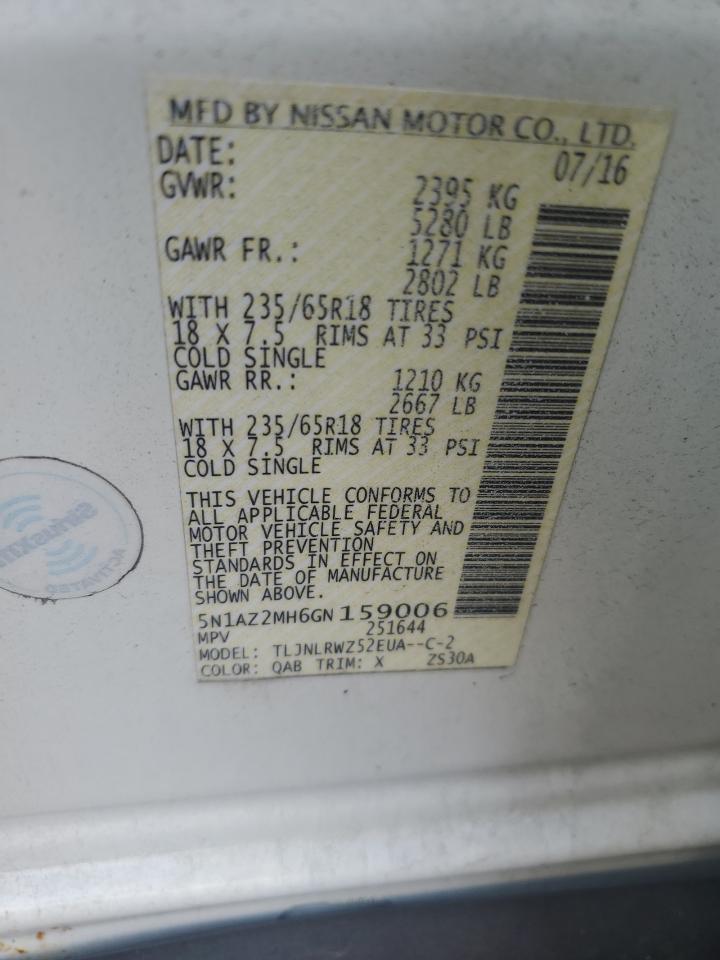 MFD BY NISSAN MOTOR CO., LTD.
DATE: 07/16
GVWR: 2395 KG
5280 LB
GAWR FR.: 1271 KG
2802 LB
WITH 235/65R18 TIRES
18 X 7.5 RIMS AT 33 PSI
COLD SINGLE
GAWR RR.: 1210 KG
2667 LB
WITH 235/65R18 TIRES
18 X 7.5 RIMS AT 33 PSI
COLD SINGLE
THIS VEHICLE CONFORMS TO
ALL APPLICABLE FEDERAL
MOTOR VEHICLE SAFETY AND
THEFT PREVENTION
STANDARDS IN EFFECT ON
THE DATE OF MANUFACTURE
SHOWN ABOVE.
5N1AZ2MH6GN159006
MPV 251644
MODEL: TLJNLRWZ52EUA--C-2
COLOR: QAB TRIM: X ZS30A
SiriusXM
ACTIVATED